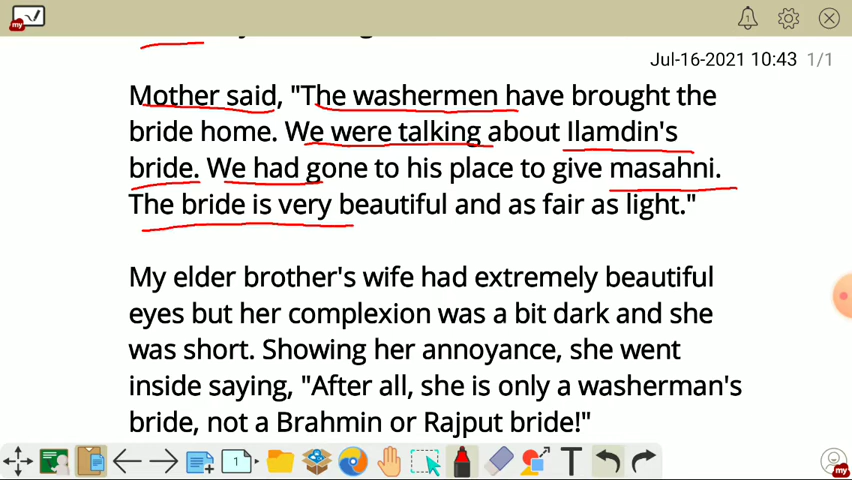 Jul-16-2021 10:43 1/1
Mother said, "The washermen have brought the
bride home. We were talking about Ilamdin's
bride. We had gone to his place to give masahni.
The bride is very beautiful and as fair as light."
My elder brother's wife had extremely beautiful
eyes but her complexion was a bit dark and she
was short. Showing her annoyance, she went
inside saying, "After all, she is only a washerman's
bride, not a Brahmin or Rajput bride!"
my
1
1
T
my